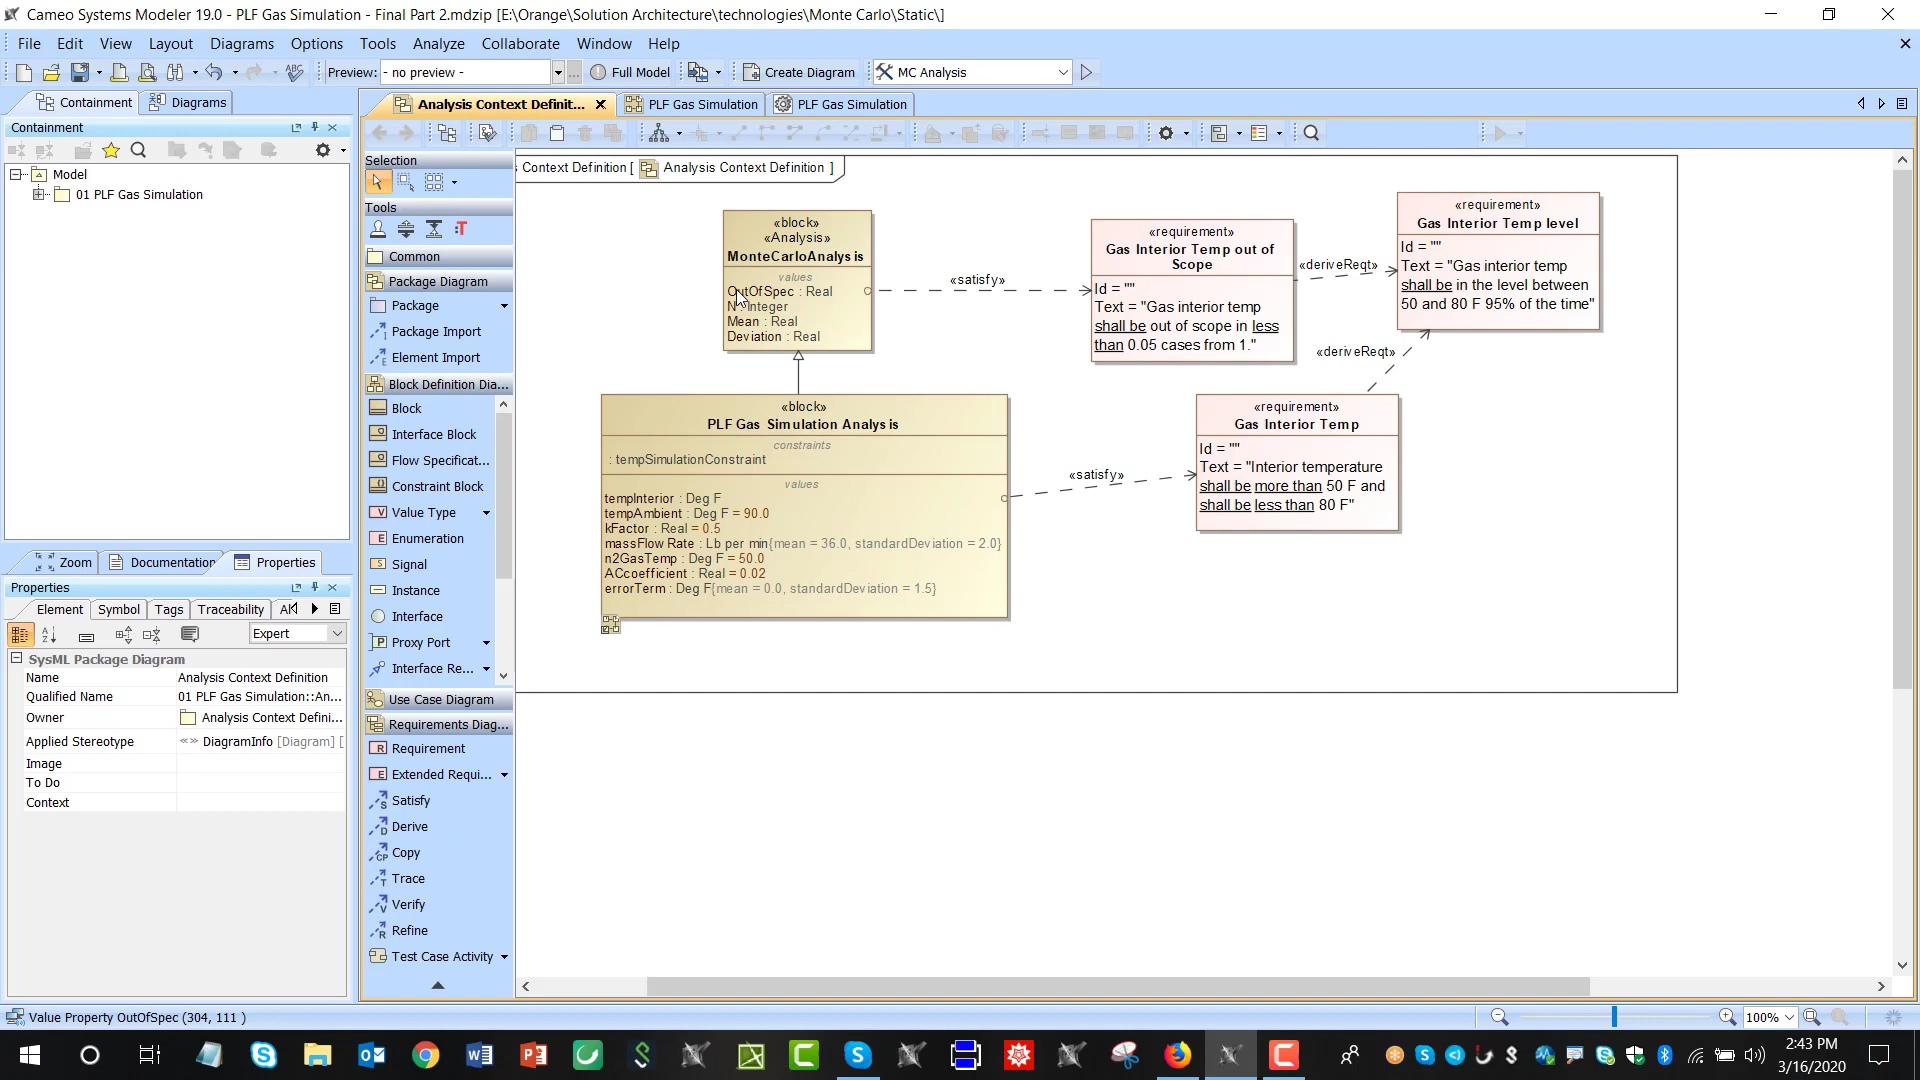 Cameo Systems Modeler 19.0 - PLF Gas Simulation - Final Part 2.mdzip [E:\Orange\Solution Architecture\technologies\Monte Carlo\Static\]
File Edit View Layout Diagrams Options Tools Analyze Collaborate Window Help
Preview: - no preview - Full Model Create Diagram MC Analysis
Containment Diagrams
Analysis Context Definit... PLF Gas Simulation PLF Gas Simulation
Containment
Model
01 PLF Gas Simulation
Zoom Documentation Properties
Properties
Element Symbol Tags Traceability Al
Expert
SysML Package Diagram
Name Analysis Context Definition
Qualified Name 01 PLF Gas Simulation::An...
Owner Analysis Context Defini...
Applied Stereotype «» DiagramInfo [Diagram] [
Image
To Do
Context
Selection
Tools
Common
Package Diagram
Package
Package Import
Element Import
Block Definition Dia...
Block
Interface Block
Flow Specificat...
Constraint Block
Value Type
Enumeration
Signal
Instance
Interface
Proxy Port
Interface Re...
Use Case Diagram
Requirements Diag...
Requirement
Extended Requi...
Satisfy
Derive
Copy
Trace
Verify
Refine
Test Case Activity
s Context Definition [ Analysis Context Definition ]
«block»
«Analysis»
MonteCarloAnalysis
values
OutOfSpec : Real
N : Integer
Mean : Real
Deviation : Real
«satisfy»
«requirement»
Gas Interior Temp out of
Scope
Id = ""
Text = "Gas interior temp
shall be out of scope in less
than 0.05 cases from 1."
«deriveReqt»
«requirement»
Gas Interior Temp level
Id = ""
Text = "Gas interior temp
shall be in the level between
50 and 80 F 95% of the time"
«deriveReqt»
«block»
PLF Gas Simulation Analysis
constraints
: tempSimulationConstraint
values
tempInterior : Deg F
tempAmbient : Deg F = 90.0
kFactor : Real = 0.5
massFlow Rate : Lb per min{mean = 36.0, standardDeviation = 2.0}
n2GasTemp : Deg F = 50.0
ACcoefficient : Real = 0.02
errorTerm : Deg F{mean = 0.0, standardDeviation = 1.5}
«satisfy»
«requirement»
Gas Interior Temp
Id = ""
Text = "Interior temperature
shall be more than 50 F and
shall be less than 80 F"
Value Property OutOfSpec (304, 111 )
100%
2:43 PM
3/16/2020